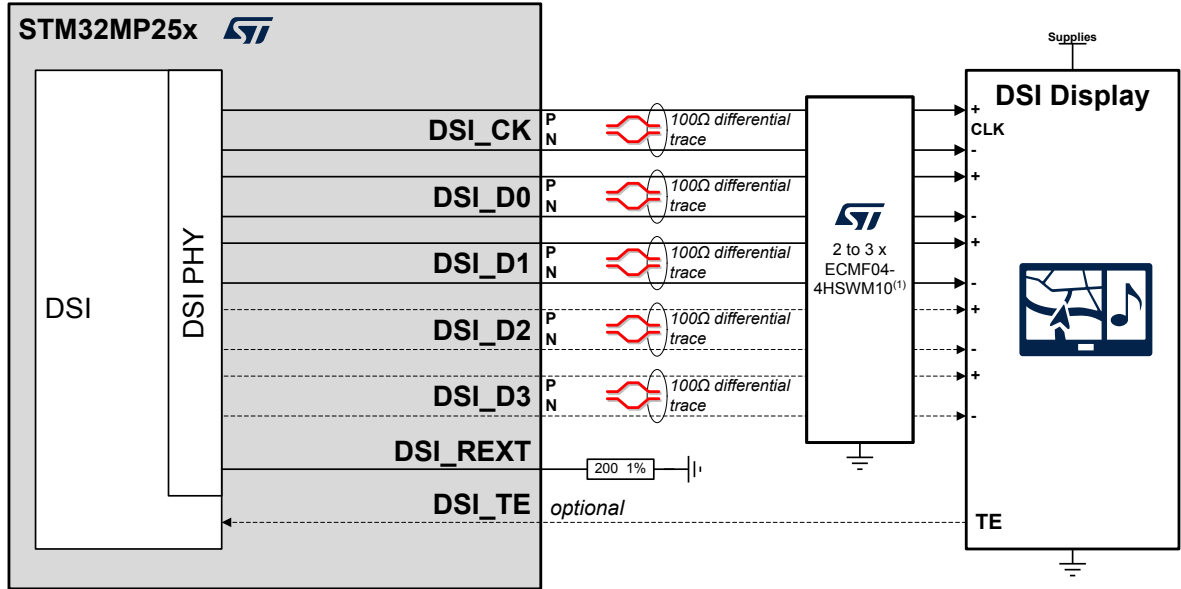 STM32MP25x
Supplies
DSI Display
DSI
DSI PHY
DSI_CK
P
N
100Ω differential
trace
+
CLK
-
DSI_D0
P
N
100Ω differential
trace
+
-
DSI_D1
P
N
100Ω differential
trace
+
-
2 to 3 x
ECMF04-
4HSWM10(1)
DSI_D2
P
N
100Ω differential
trace
+
-
DSI_D3
P
N
100Ω differential
trace
+
-
DSI_REXT
200 1%
DSI_TE
optional
TE